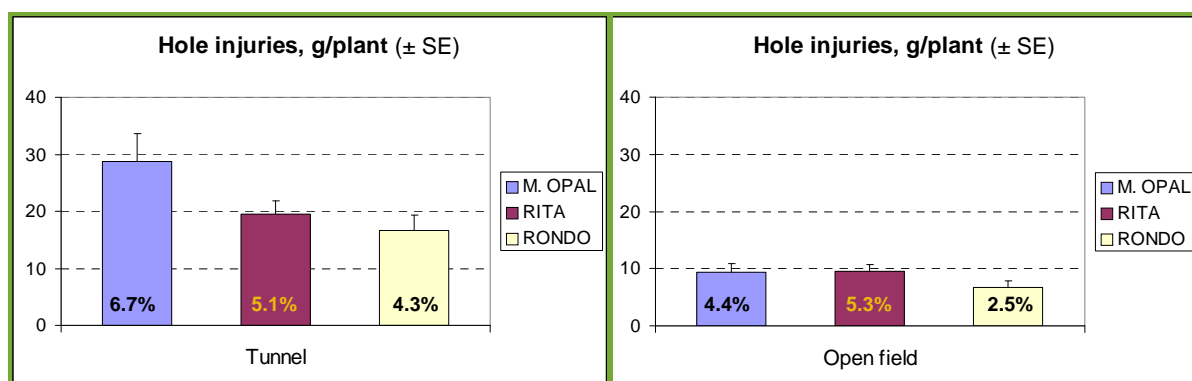 Hole injuries, g/plant (± SE)
40
30
20
10
0
6.7%
5.1%
4.3%
Tunnel
M. OPAL
RITA
RONDO
Hole injuries, g/plant (± SE)
40
30
20
10
0
4.4%
5.3%
2.5%
Open field
M. OPAL
RITA
RONDO